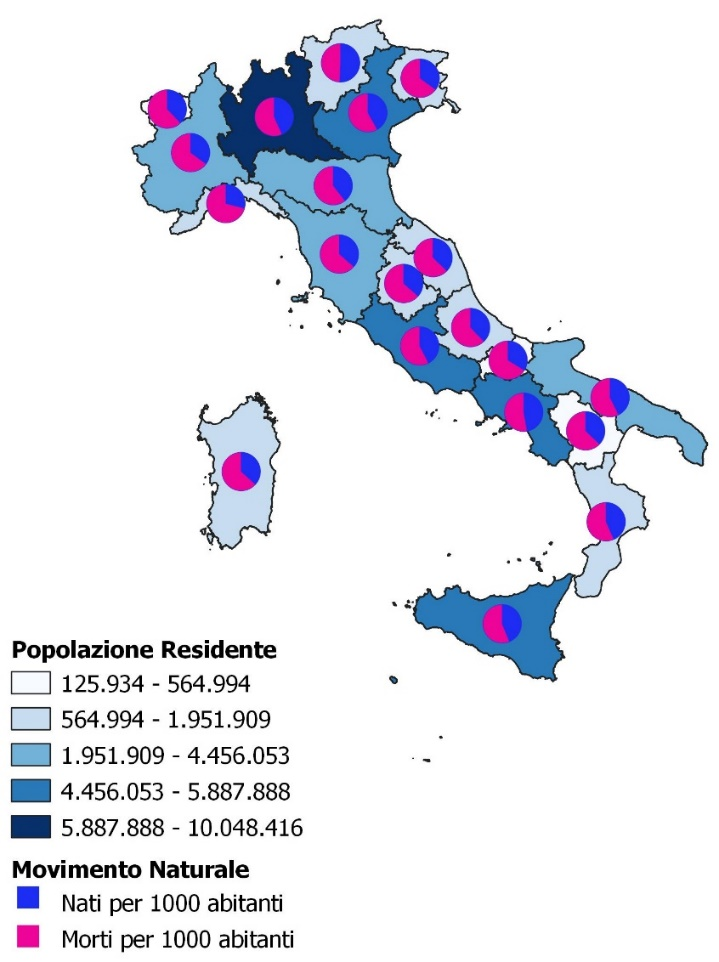 Popolazione Residente
125.934 - 564.994
564.994 - 1.951.909
1.951.909 - 4.456.053
4.456.053 - 5.887.888
5.887.888 - 10.048.416
Movimento Naturale
Nati per 1000 abitanti
Morti per 1000 abitanti